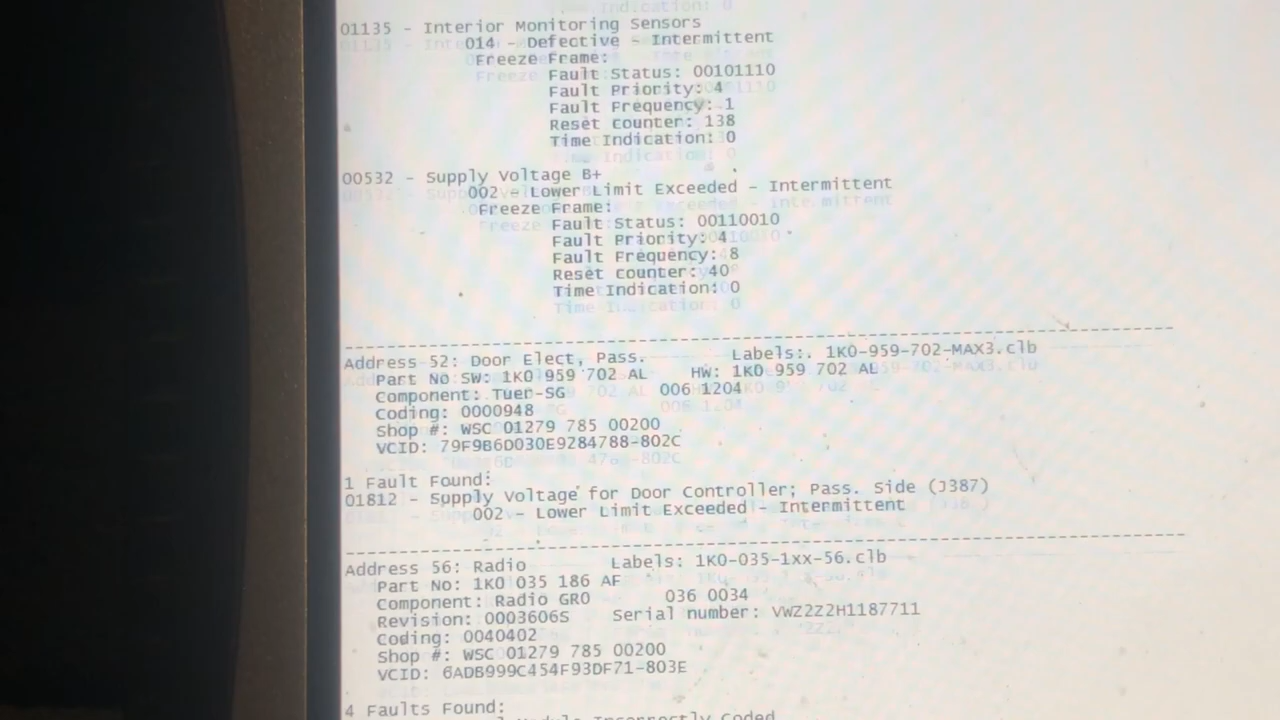 01135 - Interior Monitoring Sensors
014 - Defective - Intermittent
Freeze Frame:
Fault Status: 00101110
Fault Priority: 4
Fault Frequency: 1
Reset counter: 138
Time Indication: 0
00532 - Supply Voltage B+
002 - Lower Limit Exceeded - Intermittent
Freeze Frame:
Fault Status: 00110010
Fault Priority: 4
Fault Frequency: 8
Reset counter: 40
Time Indication: 0
-------------------------------------------------------------------------------
Address 52: Door Elect, Pass. Labels:. 1K0-959-702-MAX3.clb
Part No SW: 1K0 959 702 AL HW: 1K0 959 702 AL
Component: Tuer-SG 006 1204
Coding: 0000948
Shop #: WSC 01279 785 00200
VCID: 79F9B6D030E9284788-802C
1 Fault Found:
01812 - Supply Voltage for Door Controller; Pass. Side (J387)
002 - Lower Limit Exceeded - Intermittent
-------------------------------------------------------------------------------
Address 56: Radio Labels: 1K0-035-1xx-56.clb
Part No: 1K0 035 186 AF
Component: Radio GR0 036 0034
Revision: 0003606S Serial number: VWZ2Z2H1187711
Coding: 0040402
Shop #: WSC 01279 785 00200
VCID: 6ADB999C454F93DF71-803E
4 Faults Found:
Module Incorrectly Coded